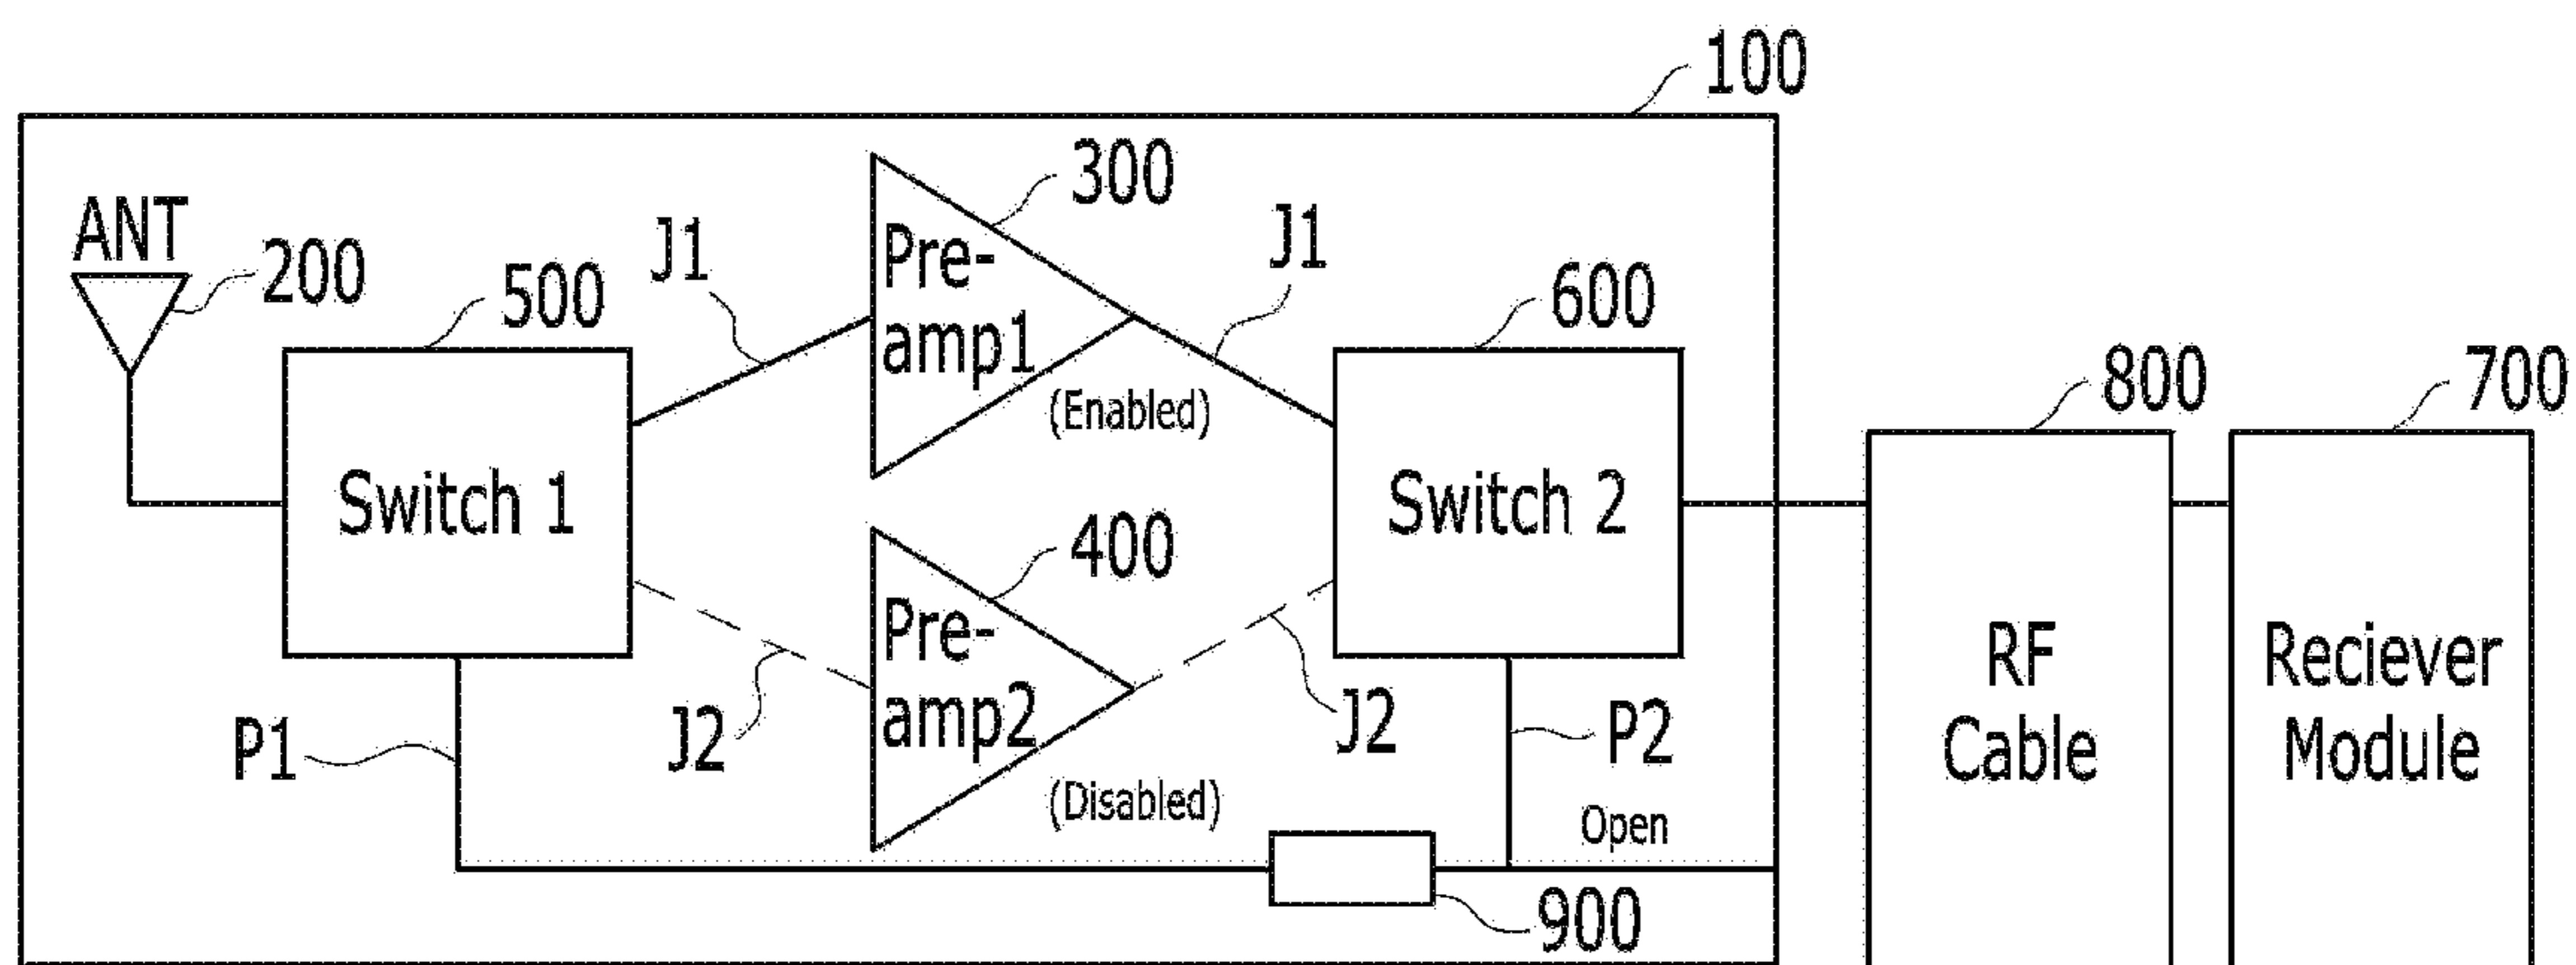 100
ANT
200
500
J1
300
Pre-
amp1
(Enabled)
J1
600
800
700
Switch 1
Switch 2
400
Pre-
amp2
(Disabled)
J2
J2
P1
P2
Open
900
RF
Cable
Reciever
Module